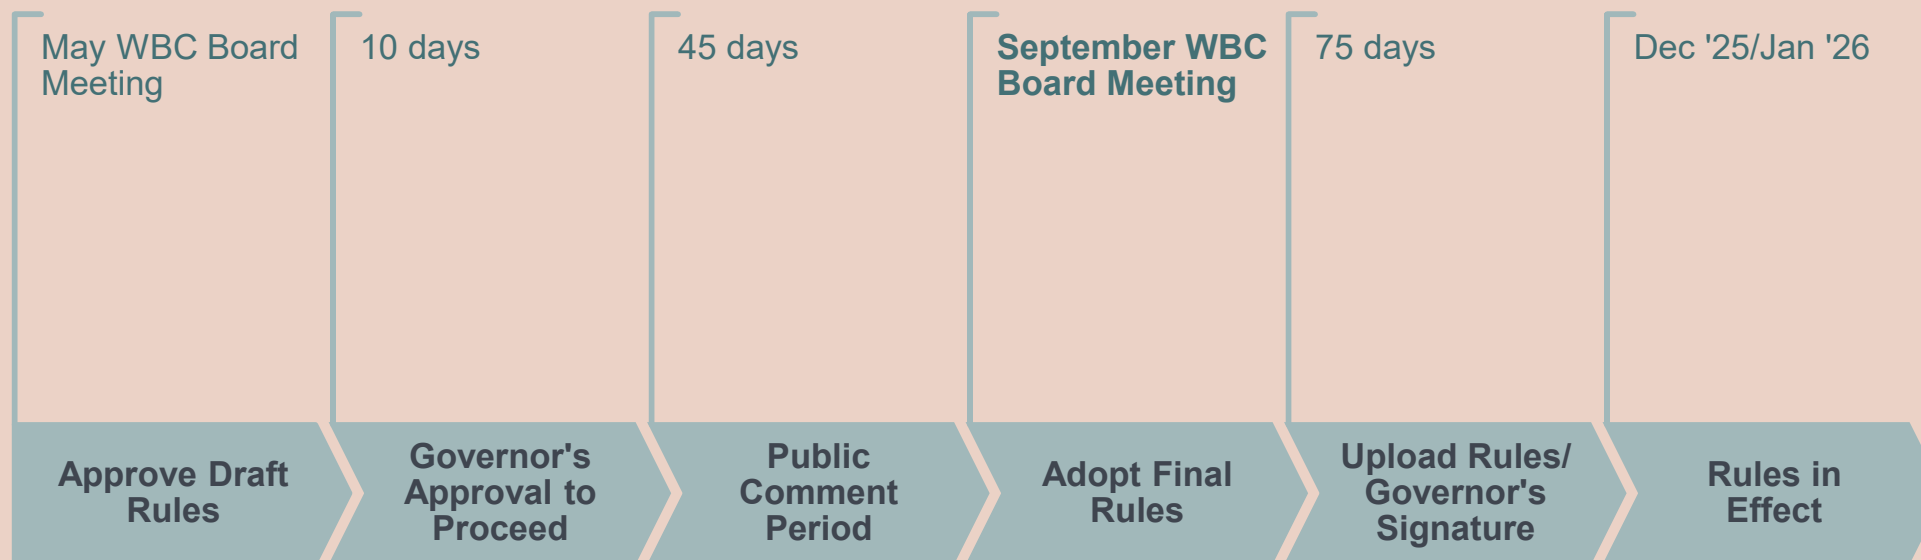 May WBC Board
Meeting
10 days
45 days
September WBC
Board Meeting
75 days
Dec '25/Jan '26
Approve Draft
Rules
Governor's
Approval to
Proceed
Public
Comment
Period
Adopt Final
Rules
Upload Rules/
Governor's
Signature
Rules in
Effect